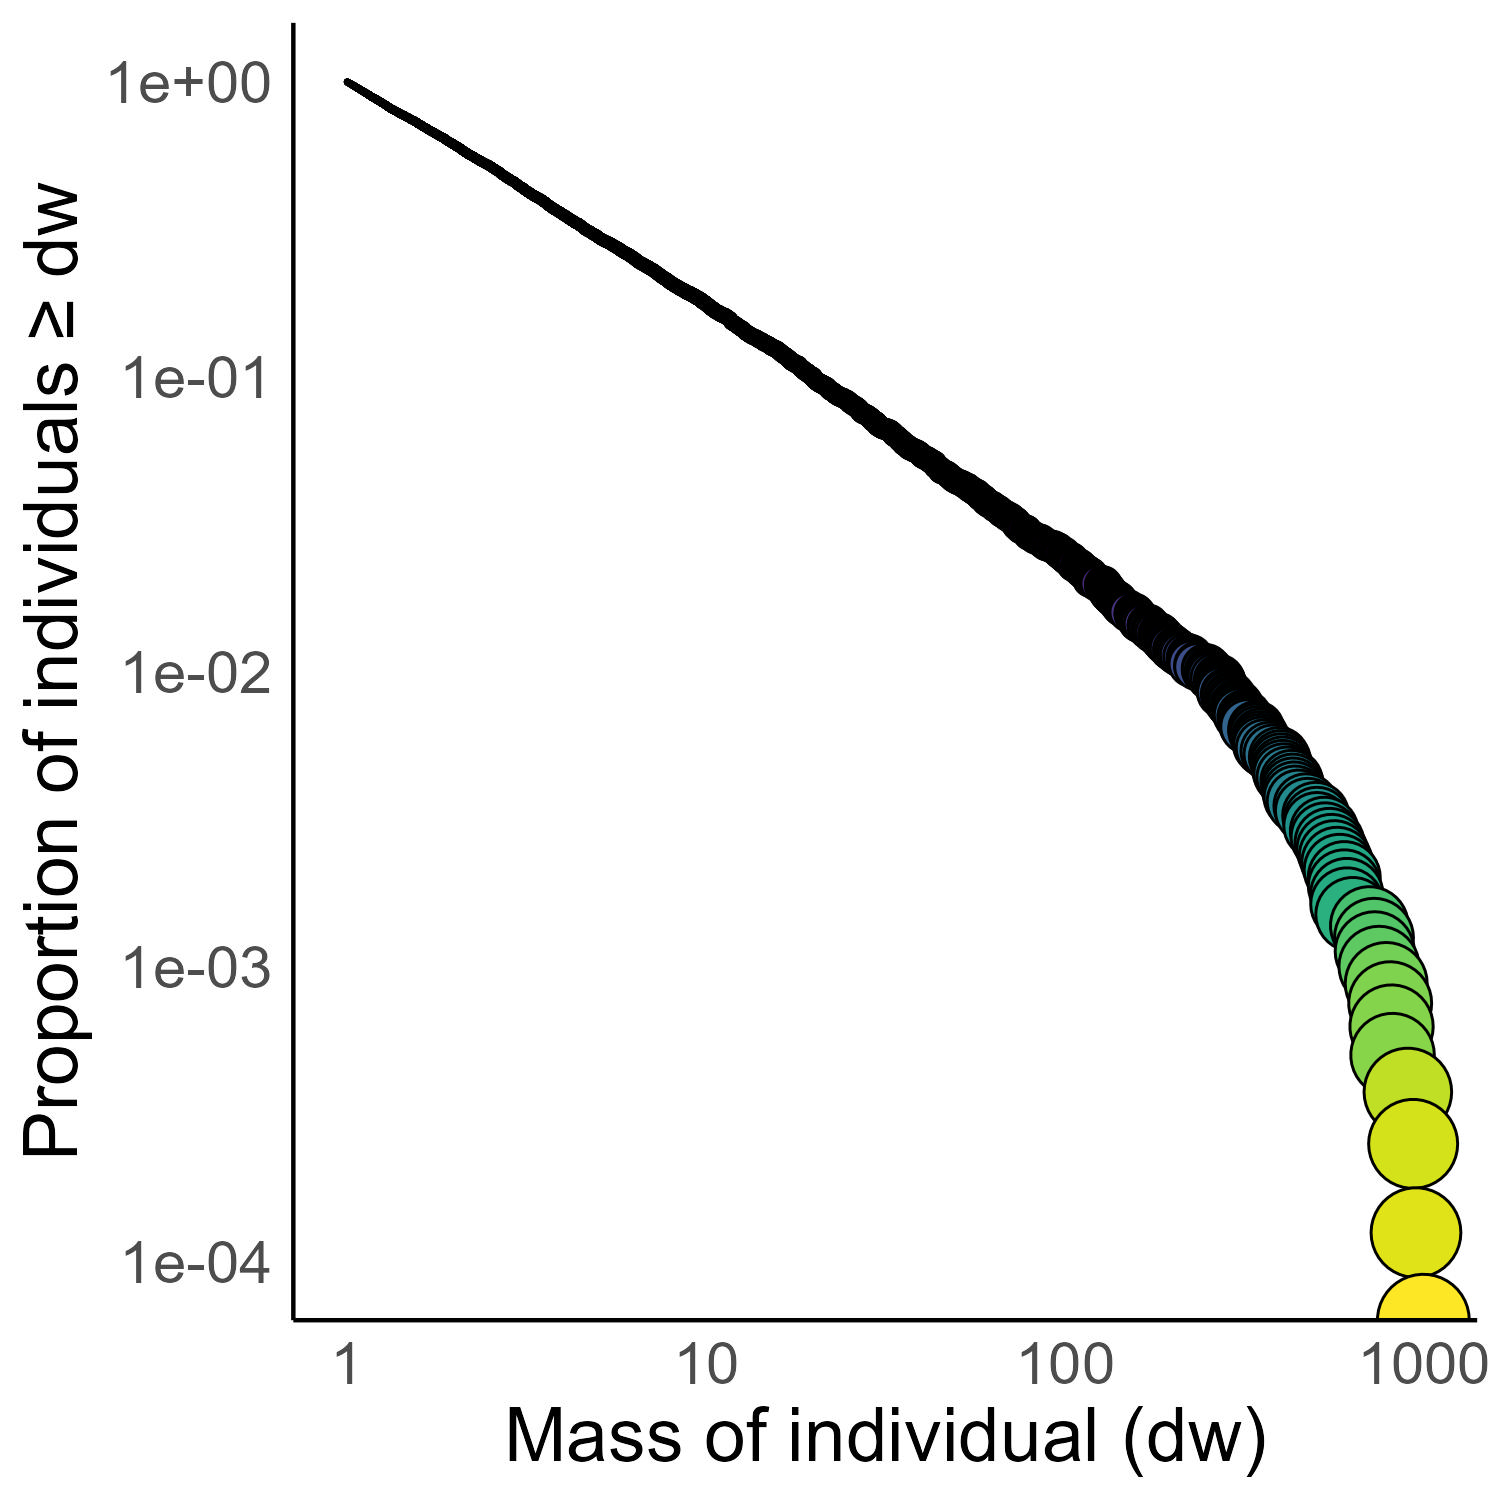 Proportion of individuals ≥ dw
1e+00
1e-01
1e-02
1e-03
1e-04
1 10 100 1000
Mass of individual (dw)